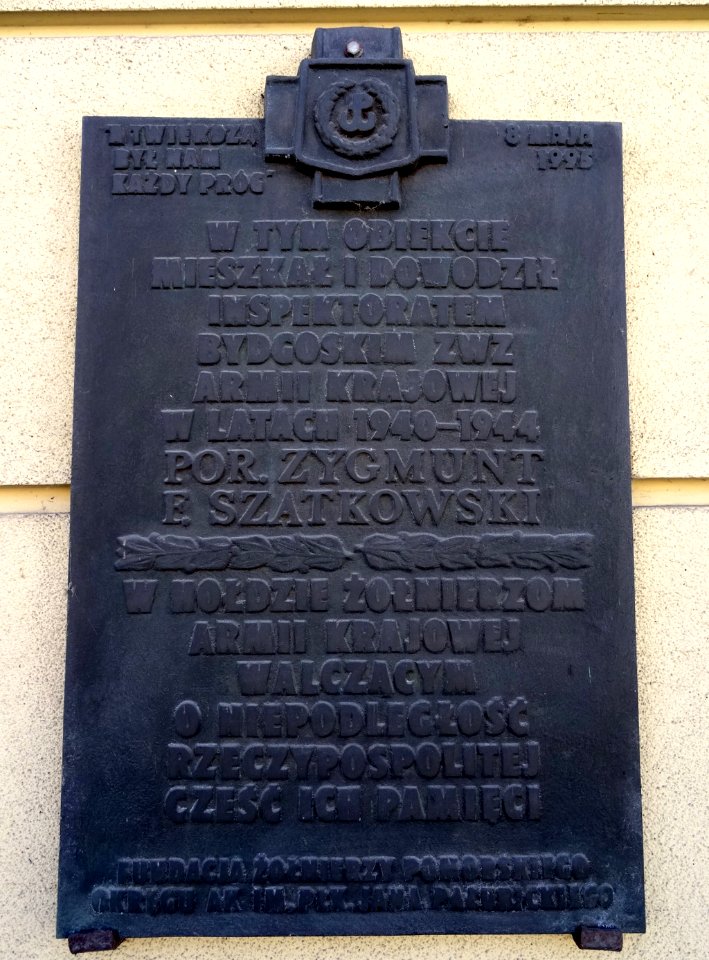 "TWIERDZĄ
BYŁ NAM
KAŻDY PRÓG"
8 MAJA
1995
W TYM OBIEKCIE
MIESZKAŁ I DOWODZIŁ
INSPEKTORATEM
BYDGOSKIM ZWZ
ARMII KRAJOWEJ
W LATACH 1940–1944
POR. ZYGMUNT
F. SZATKOWSKI
W HOŁDZIE ŻOŁNIERZOM
ARMII KRAJOWEJ
WALCZĄCYM
O NIEPODLEGŁOŚĆ
RZECZYPOSPOLITEJ
CZEŚĆ ICH PAMIĘCI
FUNDACJA ŻOŁNIERZY POMORSKIEGO
OKRĘGU AK IM. PŁK JANA PAŁUBICKIEGO